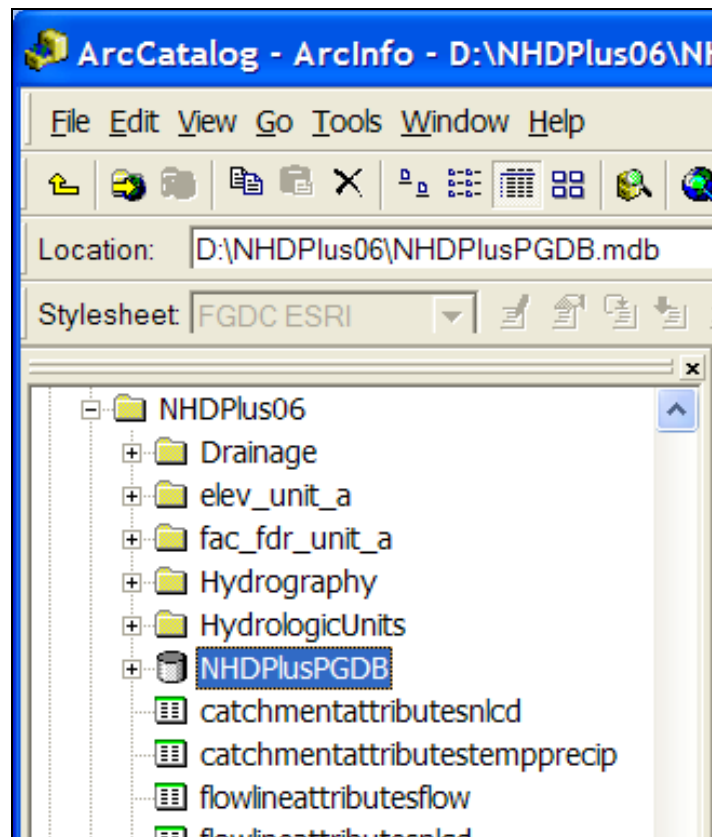 ArcCatalog - ArcInfo - D:\NHDPlus06\NH
File Edit View Go Tools Window Help
Location: D:\NHDPlus06\NHDPlusPGDB.mdb
Stylesheet: FGDC ESRI
NHDPlus06
Drainage
elev_unit_a
fac_fdr_unit_a
Hydrography
HydrologicUnits
NHDPlusPGDB
catchmentattributesnlcd
catchmentattributestempprecip
flowlineattributesflow